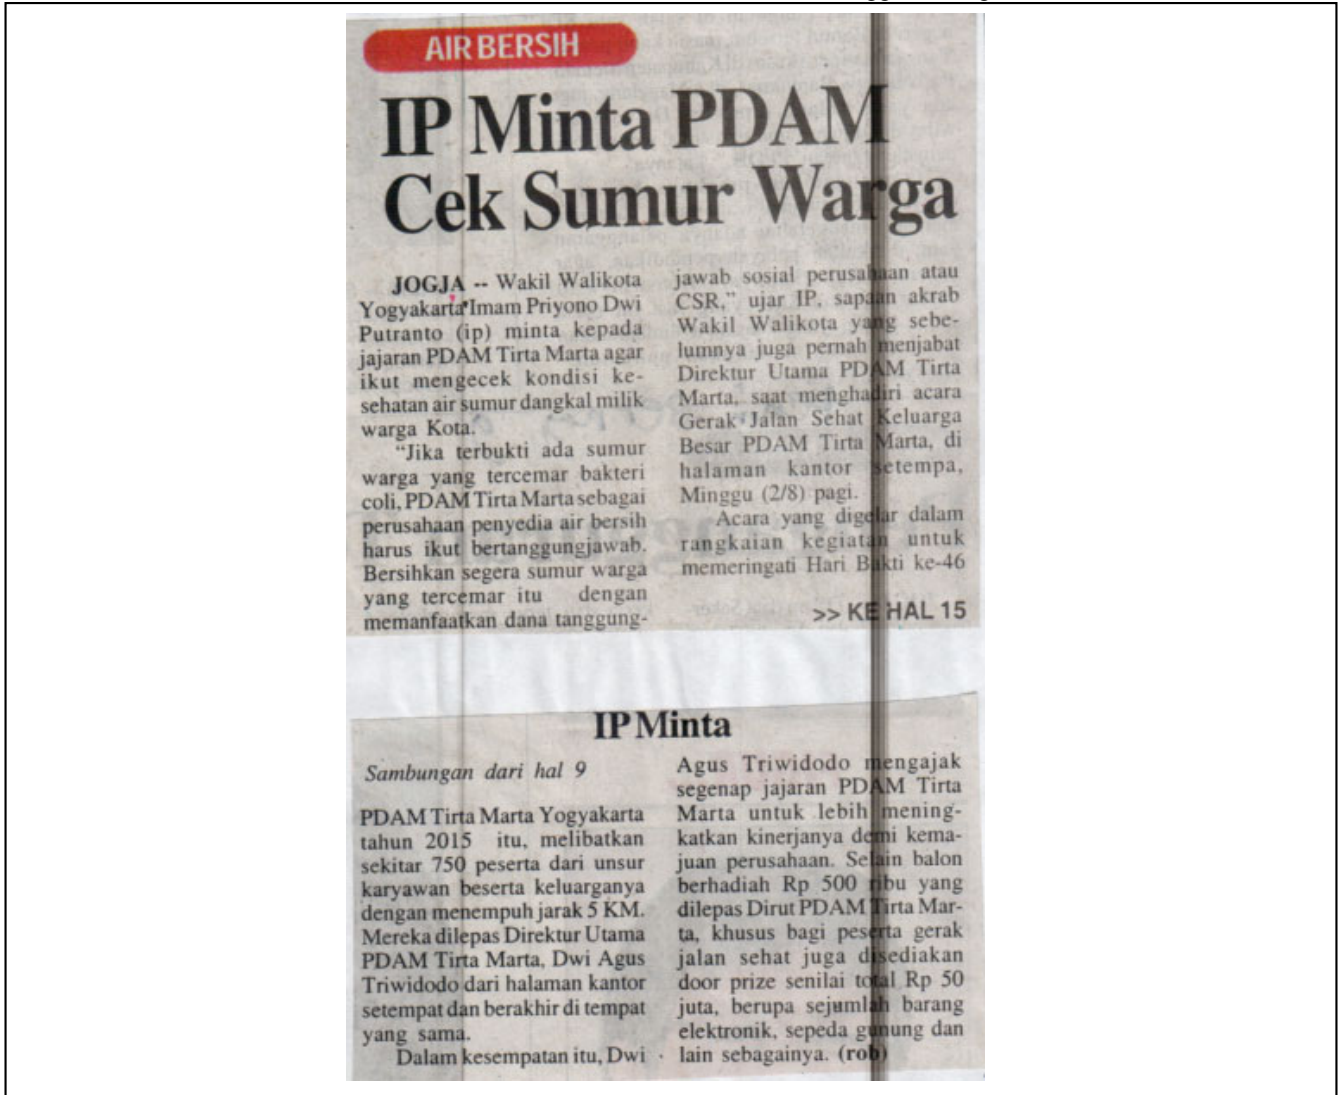 AIR BERSIH
IP Minta PDAM
Cek Sumur Warga
JOGJA -- Wakil Walikota
Yogyakarta Imam Priyono Dwi
Putranto (ip) minta kepada
jajaran PDAM Tirta Marta agar
ikut mengecek kondisi ke-
sehatan air sumur dangkal milik
warga Kota.
"Jika terbukti ada sumur
warga yang tercemar bakteri
coli, PDAM Tirta Marta sebagai
perusahaan penyedia air bersih
harus ikut bertanggungjawab.
Bersihkan segera sumur warga
yang tercemar itu dengan
memanfaatkan dana tanggung-
jawab sosial perusahaan atau
CSR," ujar IP, sapaan akrab
Wakil Walikota yang sebe-
lumnya juga pernah menjabat
Direktur Utama PDAM Tirta
Marta, saat menghadiri acara
Gerak Jalan Sehat Keluarga
Besar PDAM Tirta Marta, di
halaman kantor setempa,
Minggu (2/8) pagi.
Acara yang digelar dalam
rangkaian kegiatan untuk
memeringati Hari Bakti ke-46
>> KE HAL 15
IP Minta
Sambungan dari hal 9
PDAM Tirta Marta Yogyakarta
tahun 2015 itu, melibatkan
sekitar 750 peserta dari unsur
karyawan beserta keluarganya
dengan menempuh jarak 5 KM.
Mereka dilepas Direktur Utama
PDAM Tirta Marta, Dwi Agus
Triwidodo dari halaman kantor
setempat dan berakhir di tempat
yang sama.
Dalam kesempatan itu, Dwi
Agus Triwidodo mengajak
segenap jajaran PDAM Tirta
Marta untuk lebih mening-
katkan kinerjanya demi kema-
juan perusahaan. Selain balon
berhadiah Rp 500 ribu yang
dilepas Dirut PDAM Tirta Mar-
ta, khusus bagi peserta gerak
jalan sehat juga disediakan
door prize senilai total Rp 50
juta, berupa sejumlah barang
elektronik, sepeda gunung dan
lain sebagainya. (rob)